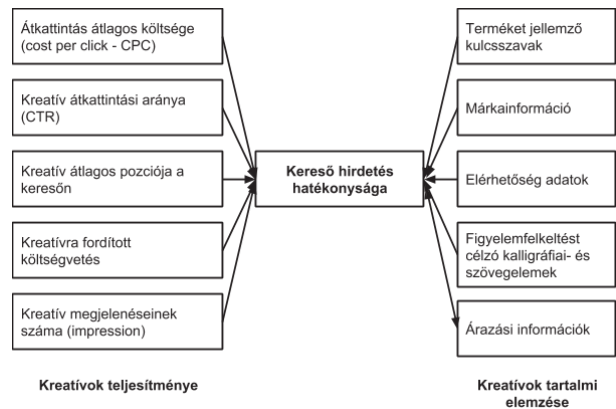 Átkattintás átlagos költsége
(cost per click - CPC)
Kreatív átkattintási aránya
(CTR)
Kreatív átlagos pozciója a
keresőn
Kreatívra fordított
költségvetés
Kreatív megjelenéseinek
száma (impression)
Kreatívok teljesítménye
Kereső hirdetés
hatékonysága
Terméket jellemző
kulcsszavak
Márkainformáció
Elérhetőség adatok
Figyelemfelkeltést
célzó kalligráfiai- és
szövegelemek
Árazási információk
Kreatívok tartalmi
elemzése